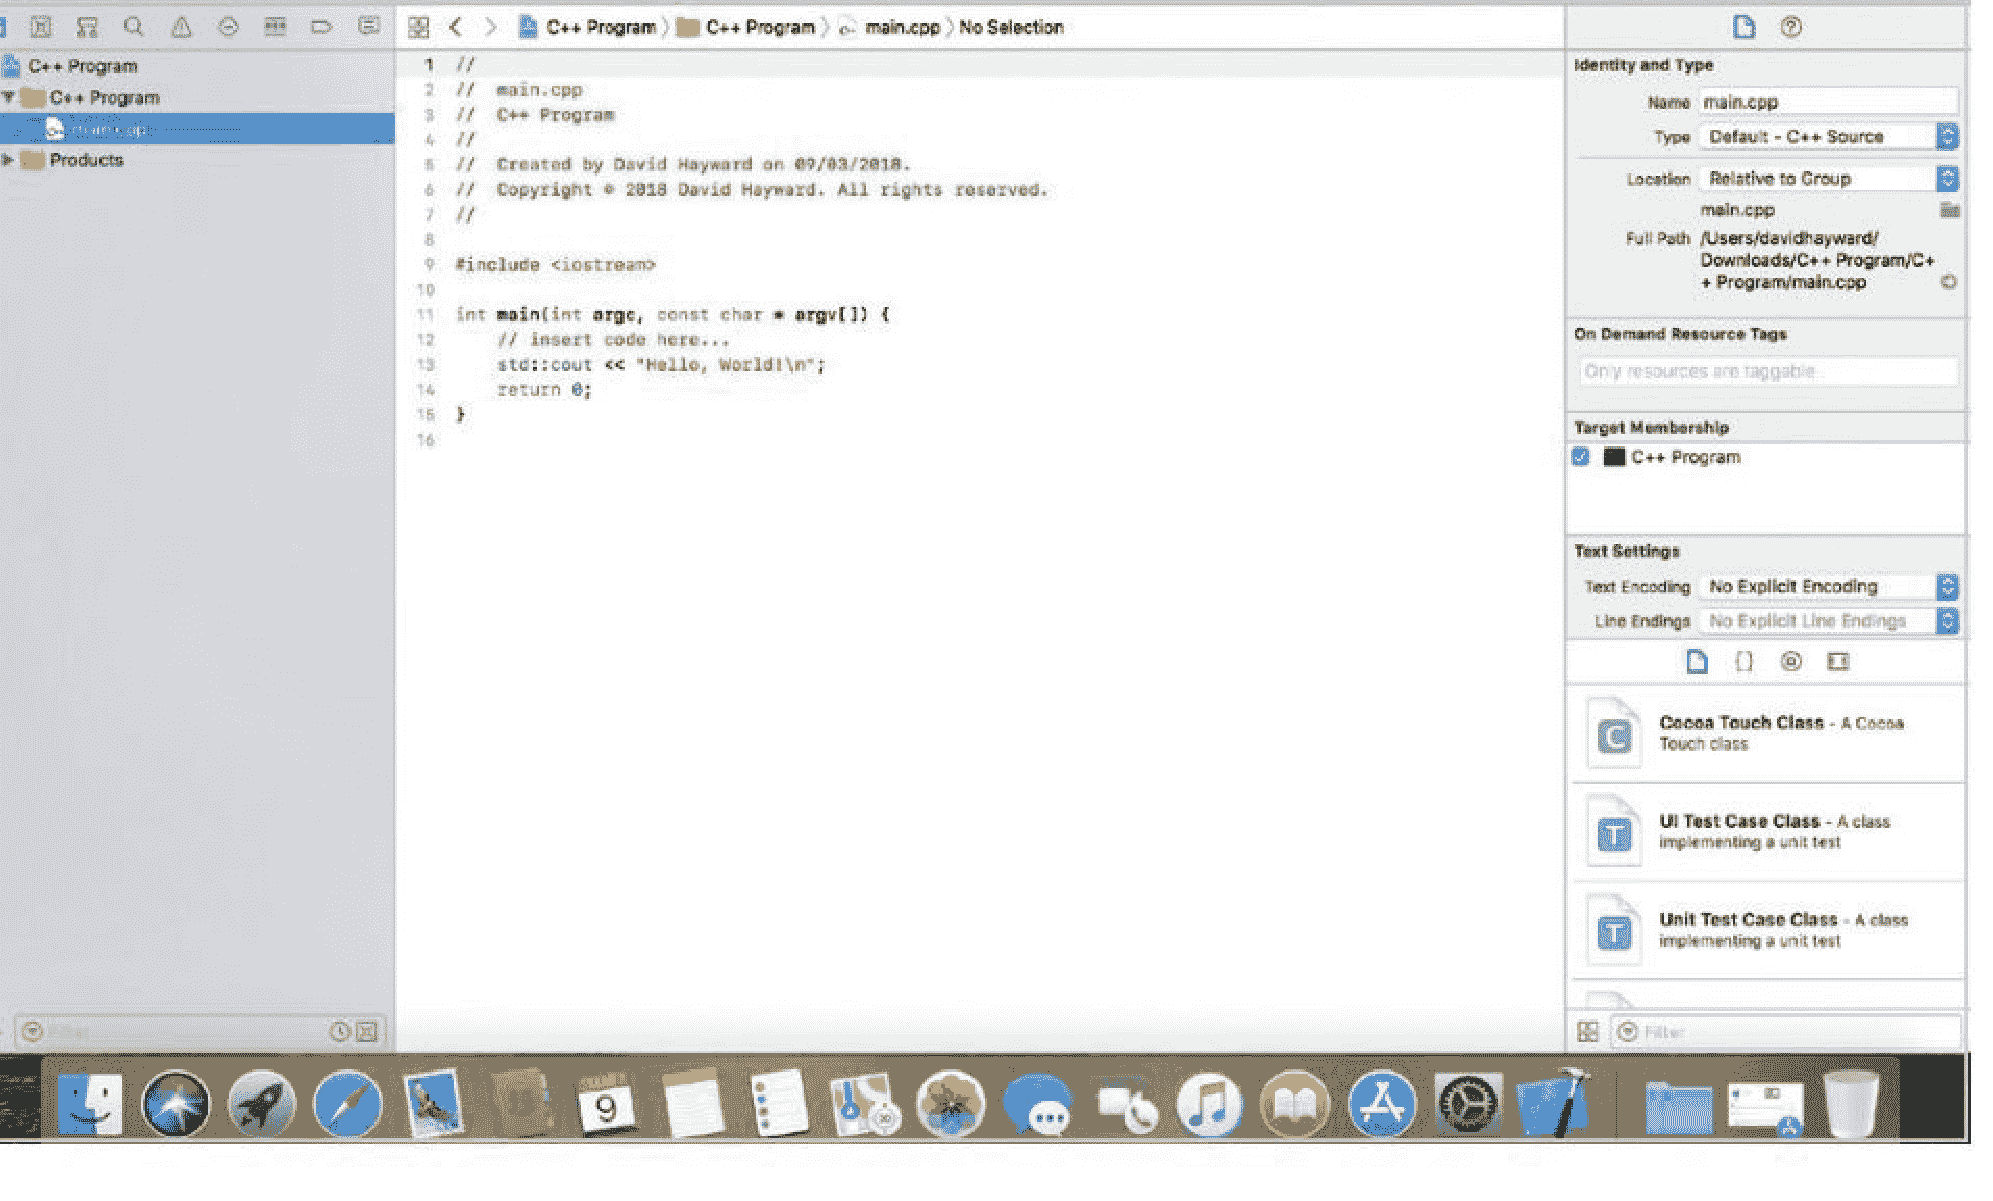 C++ Program 〉 C++ Program 〉 main.cpp 〉 No Selection
C++ Program
C++ Program
Products
1 //
2 //  main.cpp
3 //  C++ Program
4 //
5 //  Created by David Hayward on 09/03/2018.
6 //  Copyright © 2018 David Hayward. All rights reserved.
7 //
8
9 #include <iostream>
10
11 int main(int argc, const char * argv[]) {
12     // insert code here...
13     std::cout << "Hello, World!\n";
14     return 0;
15 }
16
Filter
Identity and Type
Name main.cpp
Type Default - C++ Source
Location Relative to Group
main.cpp
Full Path /Users/davidhayward/
Downloads/C++ Program/C+
+ Program/main.cpp
On Demand Resource Tags
Only resources are taggable
Target Membership
C++ Program
Text Settings
Text Encoding No Explicit Encoding
Line Endings No Explicit Line Endings
{ }
C
Cocoa Touch Class - A Cocoa
Touch class
T
UI Test Case Class - A class
implementing a unit test
T
Unit Test Case Class - A class
implementing a unit test
Filter
9